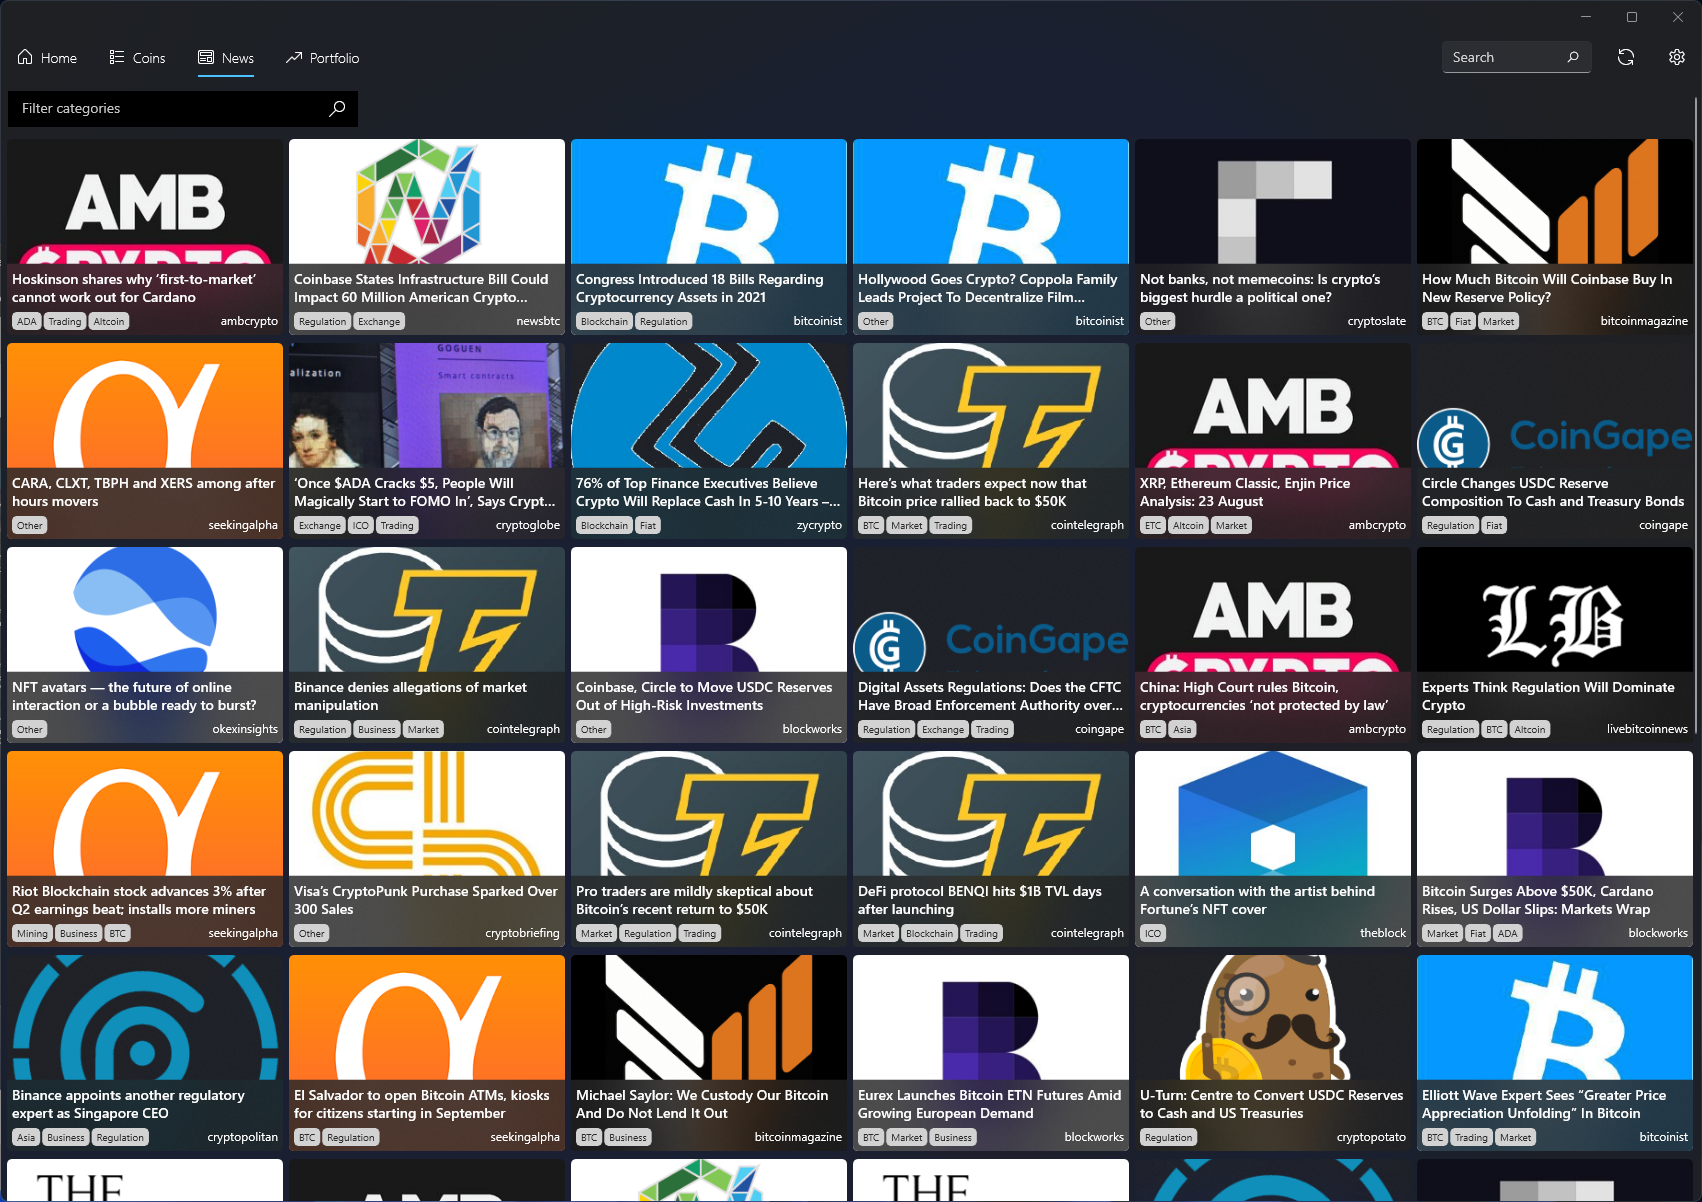 Home
Coins
News
Portfolio
Search
Filter categories
AMB
CRYPTO
Hoskinson shares why ‘first-to-market’
cannot work out for Cardano
ADA Trading Altcoin ambcrypto
Coinbase States Infrastructure Bill Could
Impact 60 Million American Crypto...
Regulation Exchange newsbtc
Congress Introduced 18 Bills Regarding
Cryptocurrency Assets in 2021
Blockchain Regulation bitcoinist
Hollywood Goes Crypto? Coppola Family
Leads Project To Decentralize Film...
Other bitcoinist
Not banks, not memecoins: Is crypto’s
biggest hurdle a political one?
Other cryptoslate
How Much Bitcoin Will Coinbase Buy In
New Reserve Policy?
BTC Fiat Market bitcoinmagazine
CARA, CLXT, TBPH and XERS among after
hours movers
Other seekingalpha
GOGUEN
alization
Smart contracts
‘Once $ADA Cracks $5, People Will
Magically Start to FOMO In’, Says Crypt...
Exchange ICO Trading cryptoglobe
76% of Top Finance Executives Believe
Crypto Will Replace Cash In 5-10 Years –...
Blockchain Fiat zycrypto
Here’s what traders expect now that
Bitcoin price rallied back to $50K
BTC Market Trading cointelegraph
AMB
CRYPTO
XRP, Ethereum Classic, Enjin Price
Analysis: 23 August
ETC Altcoin Market ambcrypto
CoinGape
Circle Changes USDC Reserve
Composition To Cash and Treasury Bonds
Regulation Fiat coingape
NFT avatars — the future of online
interaction or a bubble ready to burst?
Other okexinsights
Binance denies allegations of market
manipulation
Regulation Business Market cointelegraph
Coinbase, Circle to Move USDC Reserves
Out of High-Risk Investments
Other blockworks
CoinGape
Digital Assets Regulations: Does the CFTC
Have Broad Enforcement Authority over...
Regulation Exchange Trading coingape
AMB
CRYPTO
China: High Court rules Bitcoin,
cryptocurrencies ‘not protected by law’
BTC Asia ambcrypto
LB
Experts Think Regulation Will Dominate
Crypto
Regulation BTC Altcoin livebitcoinnews
Riot Blockchain stock advances 3% after
Q2 earnings beat; installs more miners
Mining Business BTC seekingalpha
Visa’s CryptoPunk Purchase Sparked Over
300 Sales
Other cryptobriefing
Pro traders are mildly skeptical about
Bitcoin’s recent return to $50K
Market Regulation Trading cointelegraph
DeFi protocol BENQI hits $1B TVL days
after launching
Market Blockchain Trading cointelegraph
A conversation with the artist behind
Fortune’s NFT cover
ICO theblock
Bitcoin Surges Above $50K, Cardano
Rises, US Dollar Slips: Markets Wrap
Market Fiat ADA blockworks
Binance appoints another regulatory
expert as Singapore CEO
Asia Business Regulation cryptopolitan
El Salvador to open Bitcoin ATMs, kiosks
for citizens starting in September
BTC Regulation seekingalpha
Michael Saylor: We Custody Our Bitcoin
And Do Not Lend It Out
BTC Business bitcoinmagazine
Eurex Launches Bitcoin ETN Futures Amid
Growing European Demand
BTC Market Business blockworks
U-Turn: Centre to Convert USDC Reserves
to Cash and US Treasuries
Regulation cryptopotato
Elliott Wave Expert Sees “Greater Price
Appreciation Unfolding” In Bitcoin
BTC Trading Market bitcoinist
THE
AMB
THE